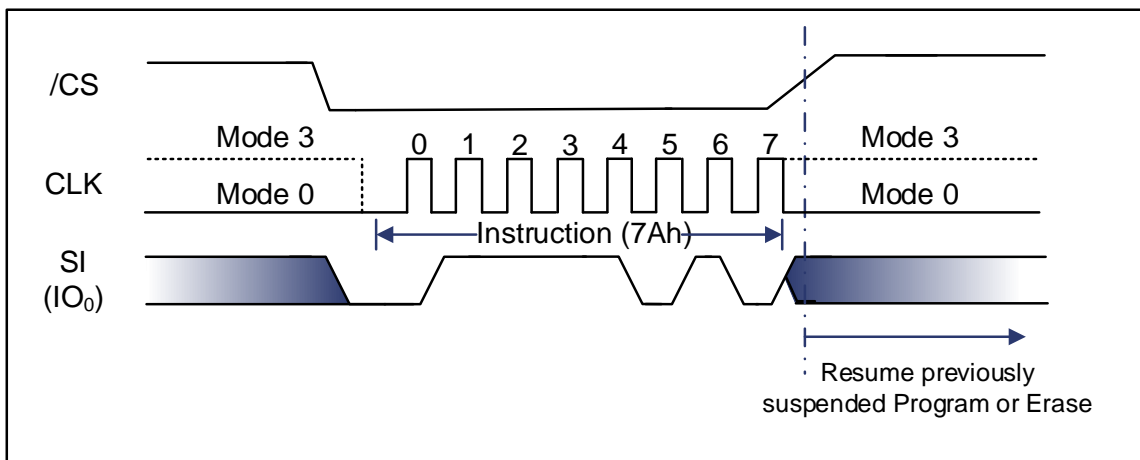 /CS
Mode 3 0 1 2 3 4 5 6 7 Mode 3
CLK
Mode 0 Mode 0
Instruction (7Ah)
SI
(IO₀)
Resume previously
suspended Program or Erase